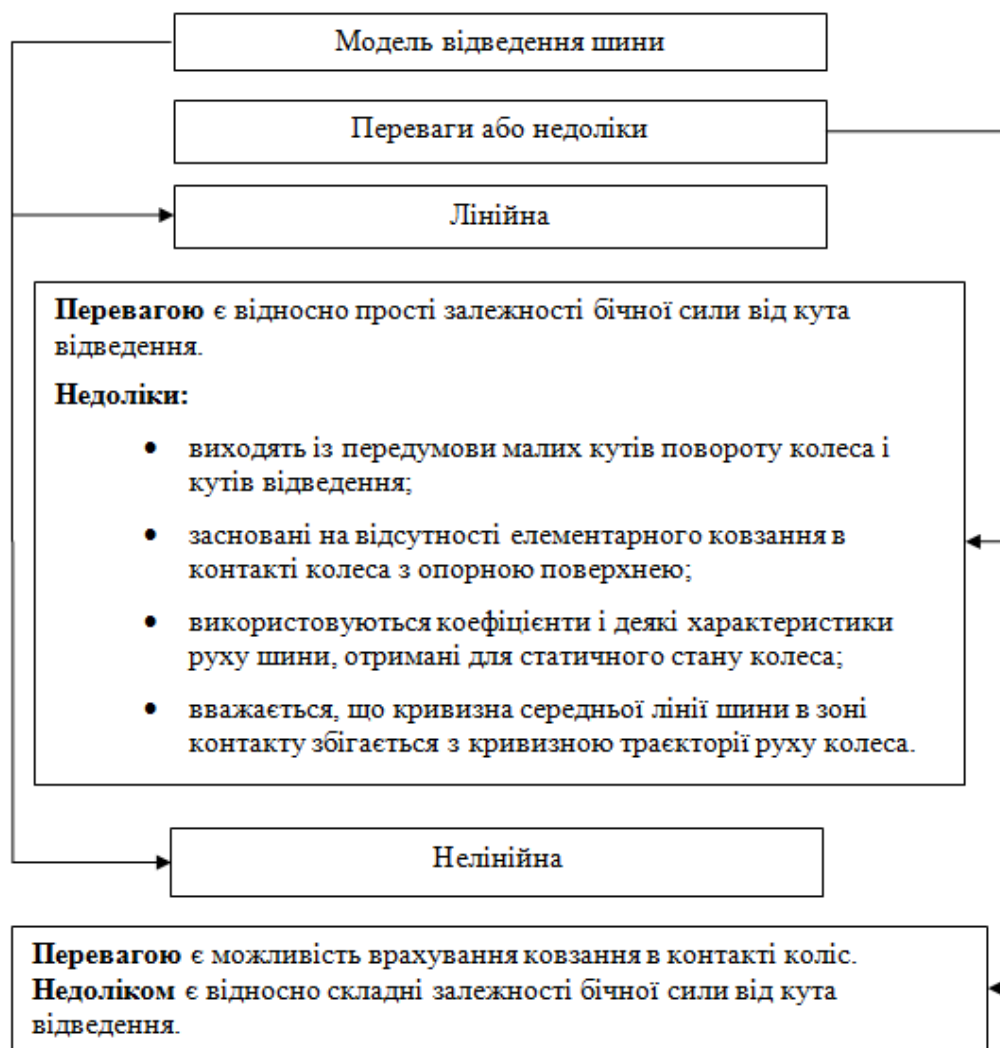 Модель відведення шини
Переваги або недоліки
Лінійна
Перевагою є відносно прості залежності бічної сили від кута
відведення.
Недоліки:
• виходять із передумови малих кутів повороту колеса і
кутів відведення;
• засновані на відсутності елементарного ковзання в
контакті колеса з опорною поверхнею;
• використовуються коефіцієнти і деякі характеристики
руху шини, отримані для статичного стану колеса;
• вважається, що кривизна середньої лінії шини в зоні
контакту збігається з кривизною траєкторії руху колеса.
Нелінійна
Перевагою є можливість врахування ковзання в контакті коліс.
Недоліком є відносно складні залежності бічної сили від кута
відведення.